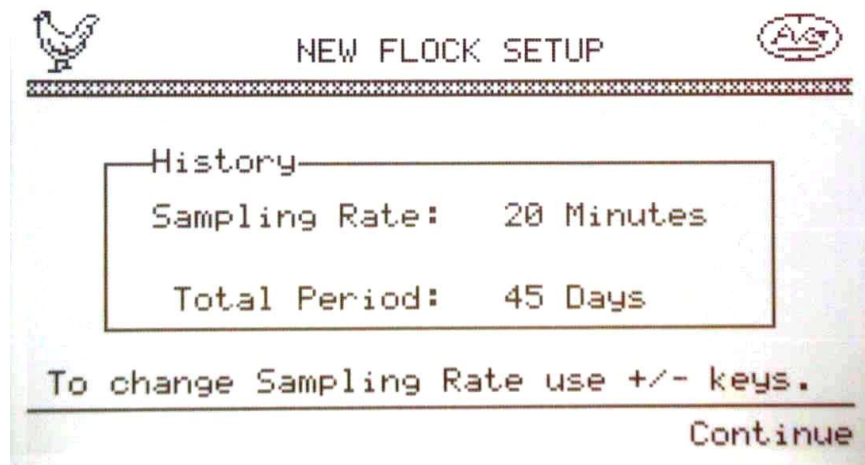 NEW FLOCK SETUP
History
Sampling Rate: 20 Minutes
Total Period: 45 Days
To change Sampling Rate use +/- keys.
Continue